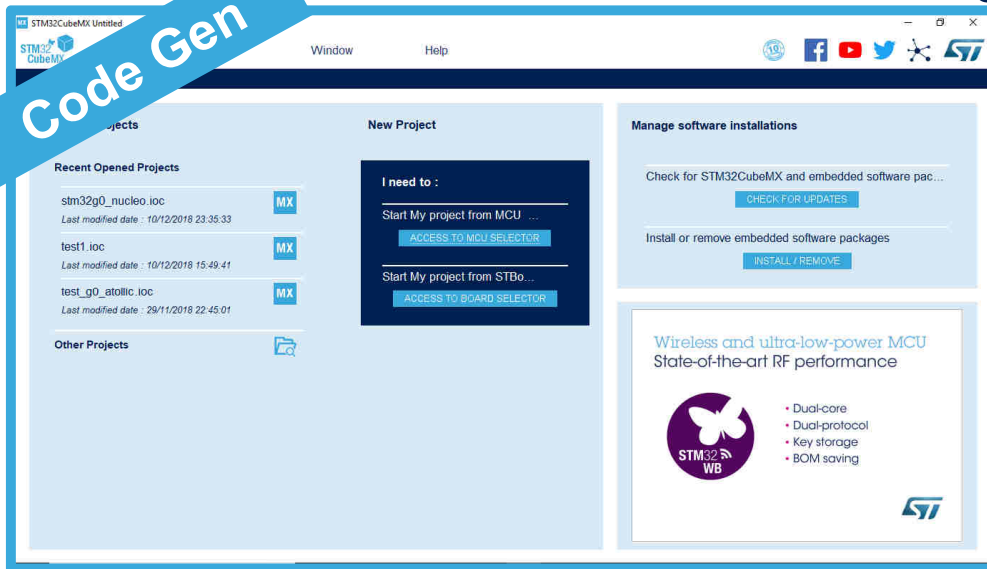 STM32CubeMX Untitled
STM32
CubeMX
Code Gen
Window
Help
10
Recent Opened Projects
stm32g0_nucleo.ioc
MX
Last modified date : 10/12/2018 23:35:33
test1.ioc
MX
Last modified date : 10/12/2018 15:49:41
test_g0_atollic.ioc
MX
Last modified date : 29/11/2018 22:45:01
Other Projects
New Project
I need to :
Start My project from MCU ...
ACCESS TO MCU SELECTOR
Start My project from STBo...
ACCESS TO BOARD SELECTOR
Manage software installations
Check for STM32CubeMX and embedded software pac...
CHECK FOR UPDATES
Install or remove embedded software packages
INSTALL / REMOVE
Wireless and ultra-low-power MCU
State-of-the-art RF performance
STM32
WB
• Dual-core
• Dual-protocol
• Key storage
• BOM saving
ST